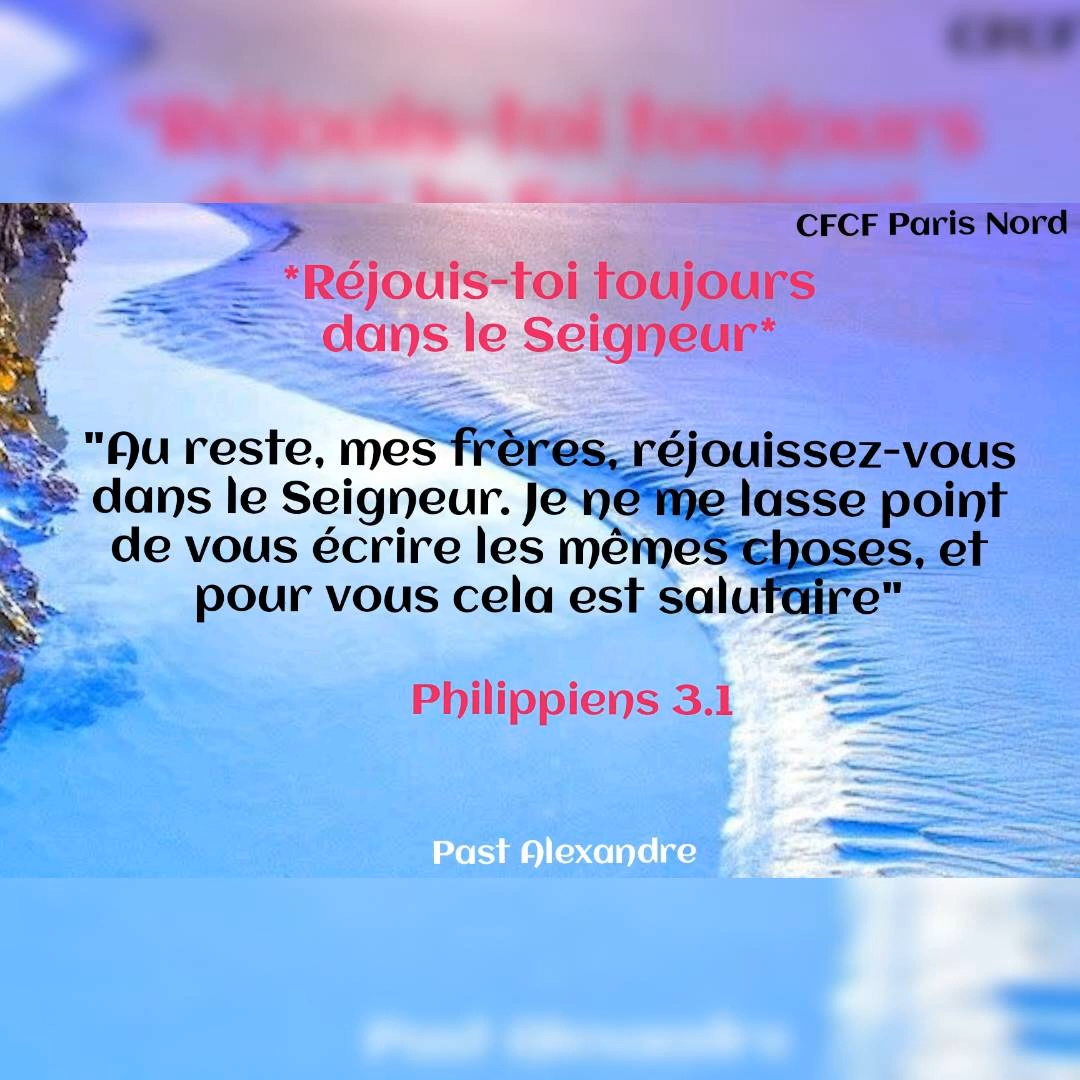 CFCF Paris Nord
*Réjouis-toi toujours
dans le Seigneur*
"Au reste, mes frères, réjouissez-vous
dans le Seigneur. Je ne me lasse point
de vous écrire les mêmes choses, et
pour vous cela est salutaire"
Philippiens 3.1
Past Alexandre